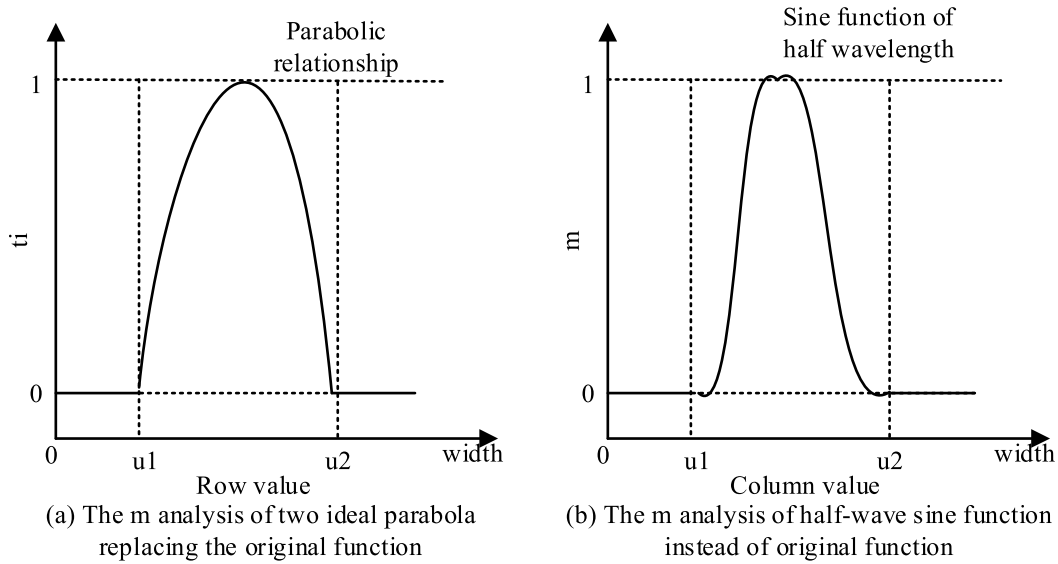 Parabolic
relationship
1
ti
0
0
u1
u2
width
Row value
(a) The m analysis of two ideal parabola
replacing the original function
Sine function of
half wavelength
1
m
0
0
u1
u2
width
Column value
(b) The m analysis of half-wave sine function
instead of original function